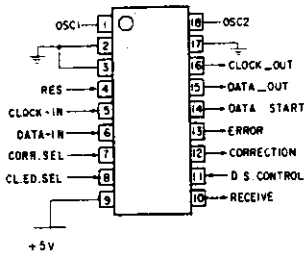 OSC1 1
18 OSC2
2
17
3
16 CLOCK_OUT
15 DATA_OUT
RES 4
14 DATA START
CLOCK-IN 5
DATA-IN 6
13 ERROR
CORR.SEL 7
12 CORRECTION
CL.ED.SEL 8
11 D S.CONTROL
9
10 RECEIVE
+5V